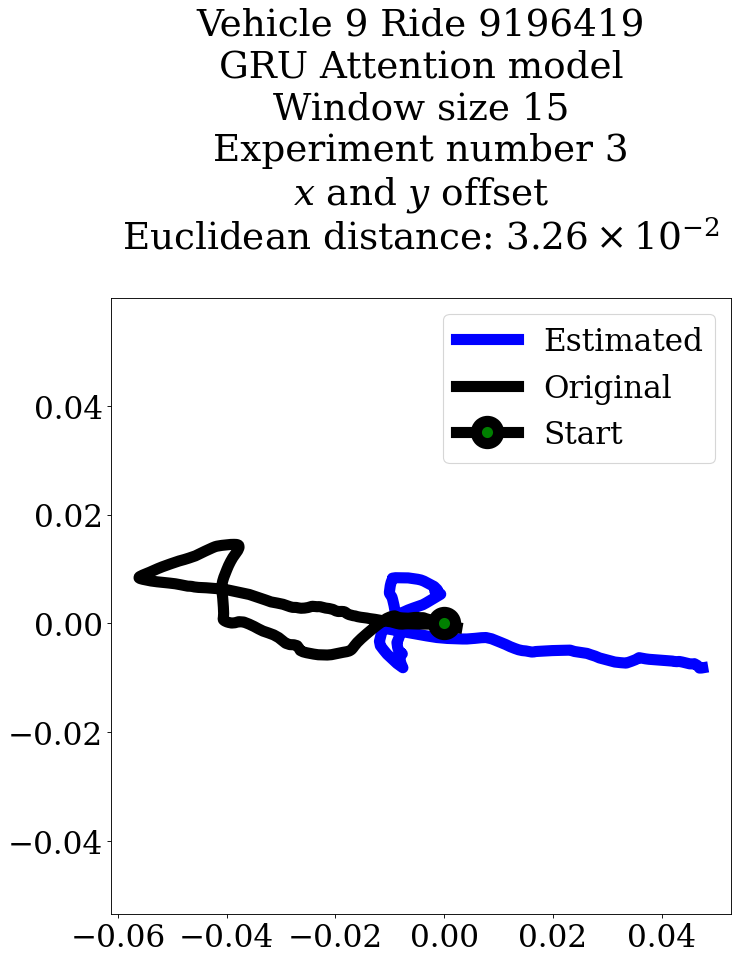 Vehicle 9 Ride 9196419
GRU Attention model
Window size 15
Experiment number 3
x and y offset
Euclidean distance: 3.26 × 10⁻²
Estimated
Original
Start
0.04
0.02
0.00
−0.02
−0.04
−0.06 −0.04 −0.02 0.00 0.02 0.04